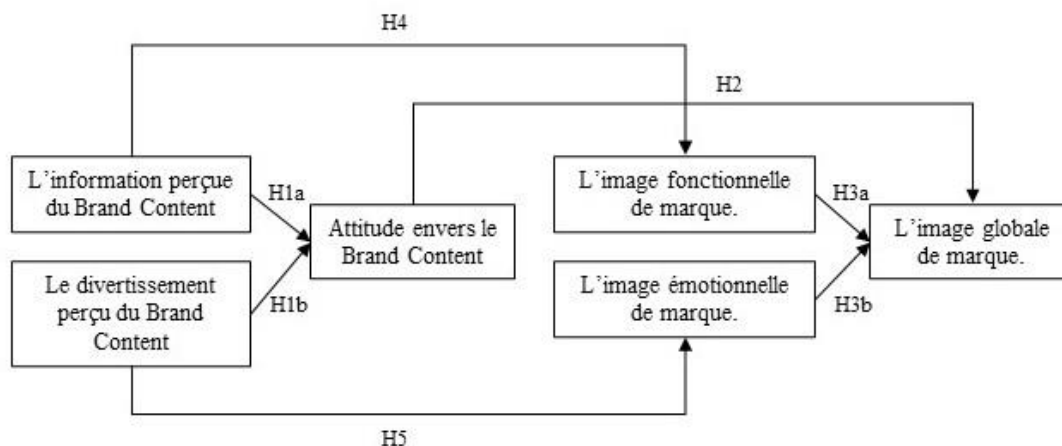 H4
H2
L'information perçue
du Brand Content
H1a
L'image fonctionnelle
de marque.
H3a
Attitude envers le
Brand Content
L'image globale
de marque.
Le divertissement
perçu du Brand
Content
H1b
L'image émotionnelle
de marque.
H3b
H5